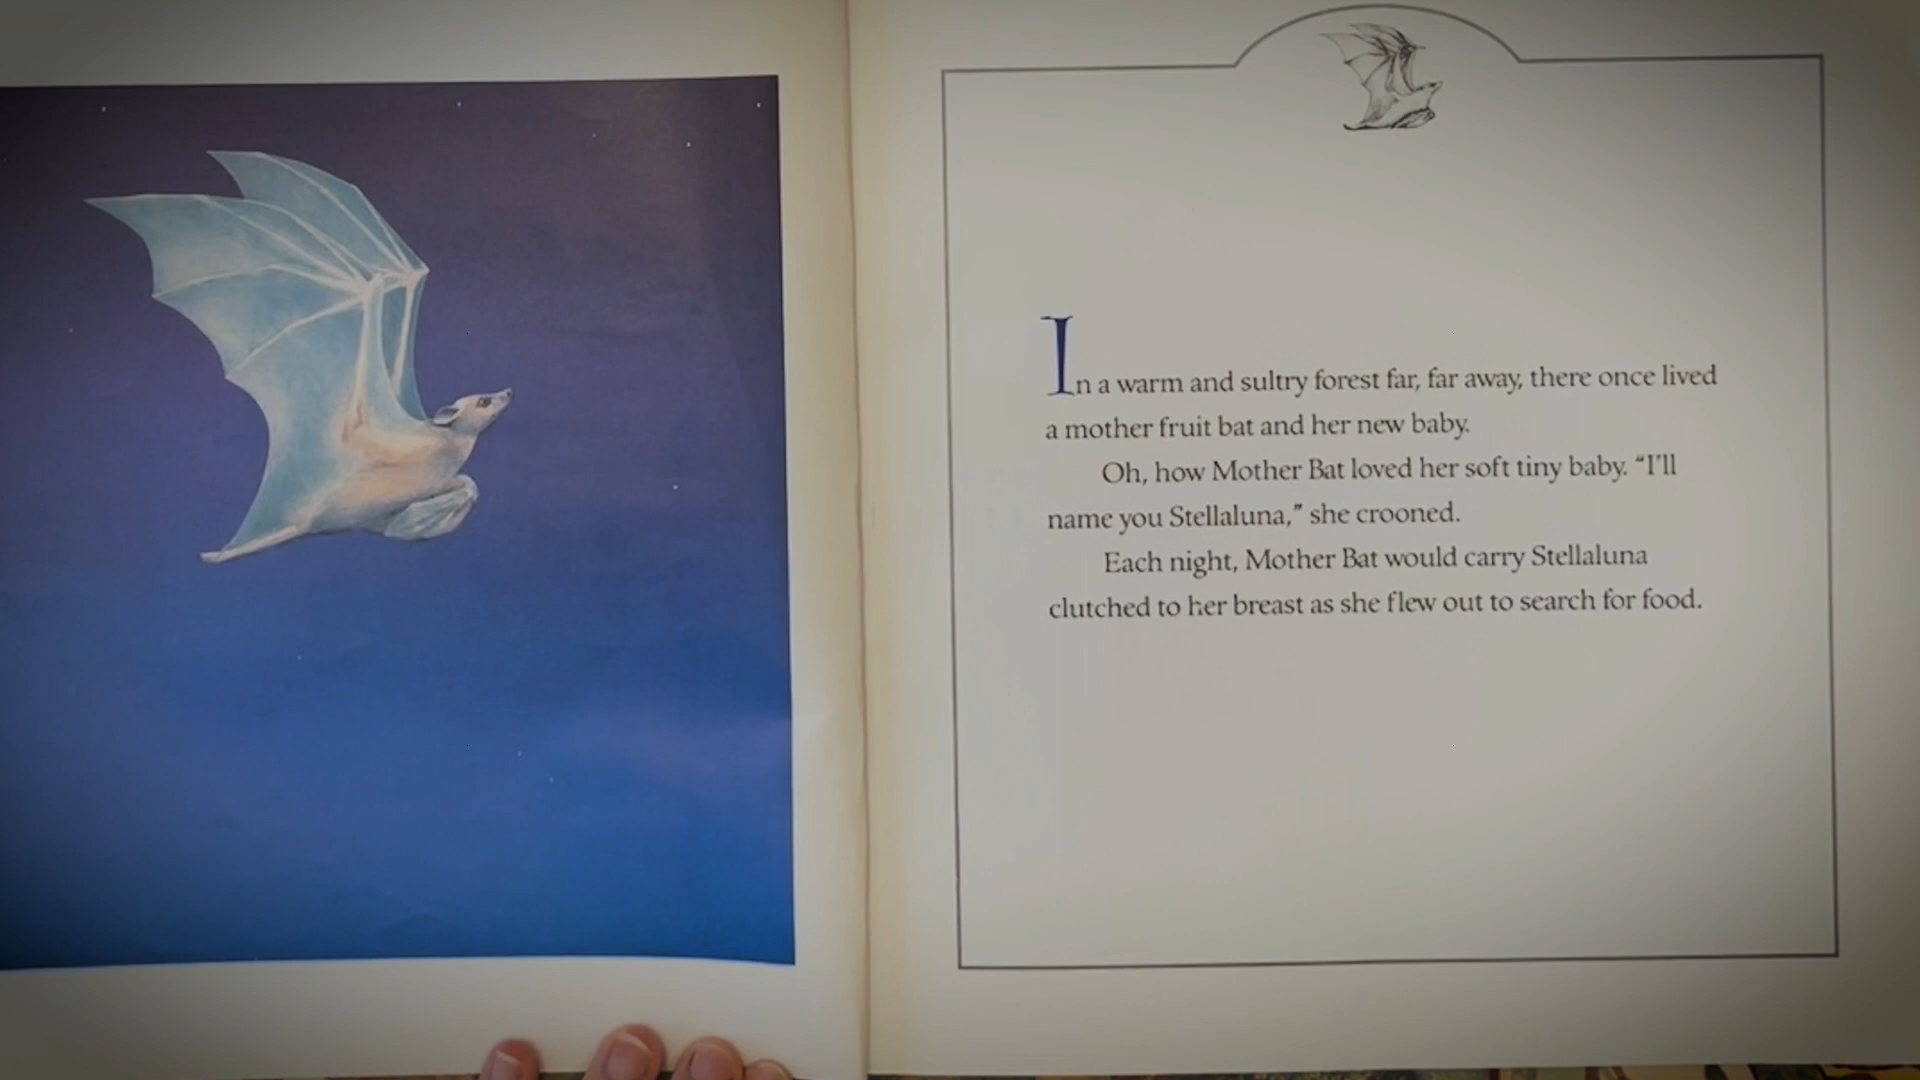 In a warm and sultry forest far, far away, there once lived
a mother fruit bat and her new baby.
Oh, how Mother Bat loved her soft tiny baby. “I’ll
name you Stellaluna,” she crooned.
Each night, Mother Bat would carry Stellaluna
clutched to her breast as she flew out to search for food.